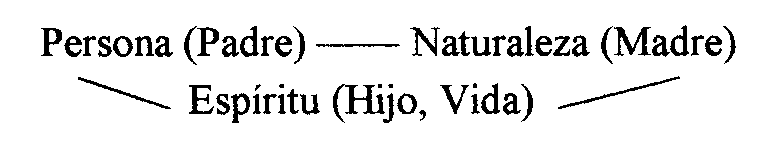 Persona (Padre) —— Naturaleza (Madre)
Espíritu (Hijo, Vida)